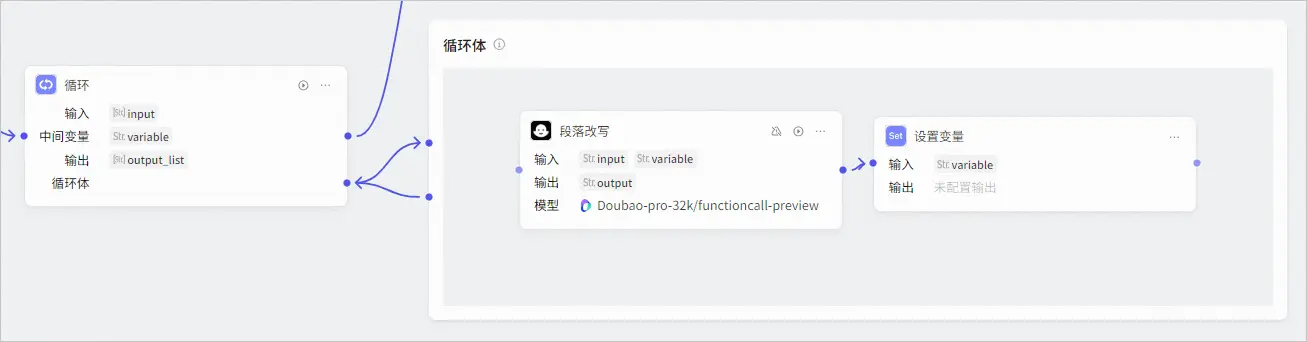 循环
输入 [Str] input
中间变量 Str. variable
输出 [Str] output_list
循环体
循环体
段落改写
输入 Str. input Str. variable
输出 Str. output
模型 Doubao-pro-32k/functioncall-preview
Set 设置变量
输入 Str. variable
输出 未配置输出